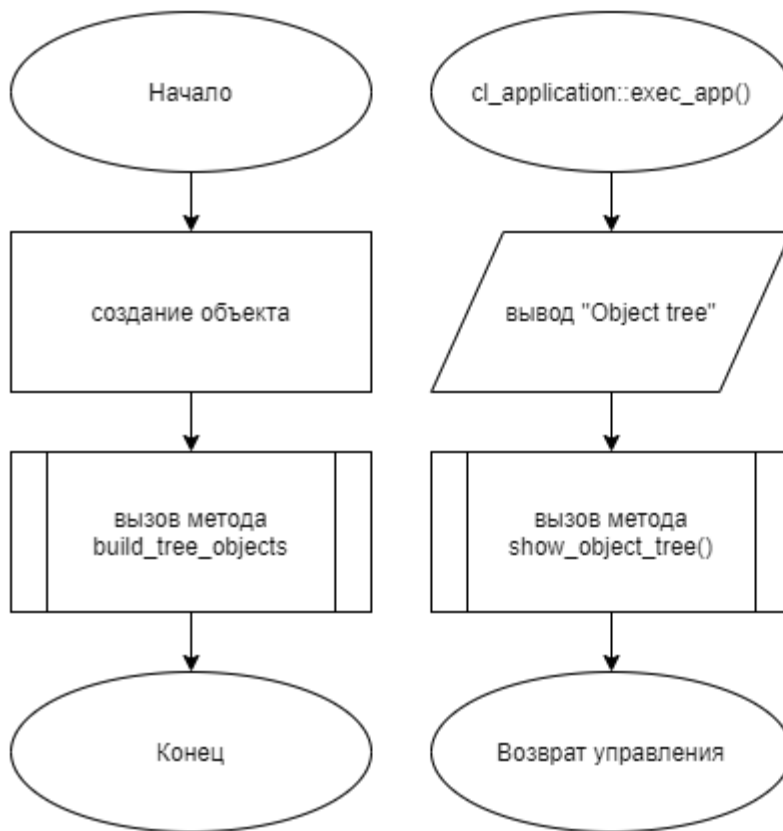 Начало
создание объекта
вызов метода
build_tree_objects
Конец
cl_application::exec_app()
вывод "Object tree"
вызов метода
show_object_tree()
Возврат управления